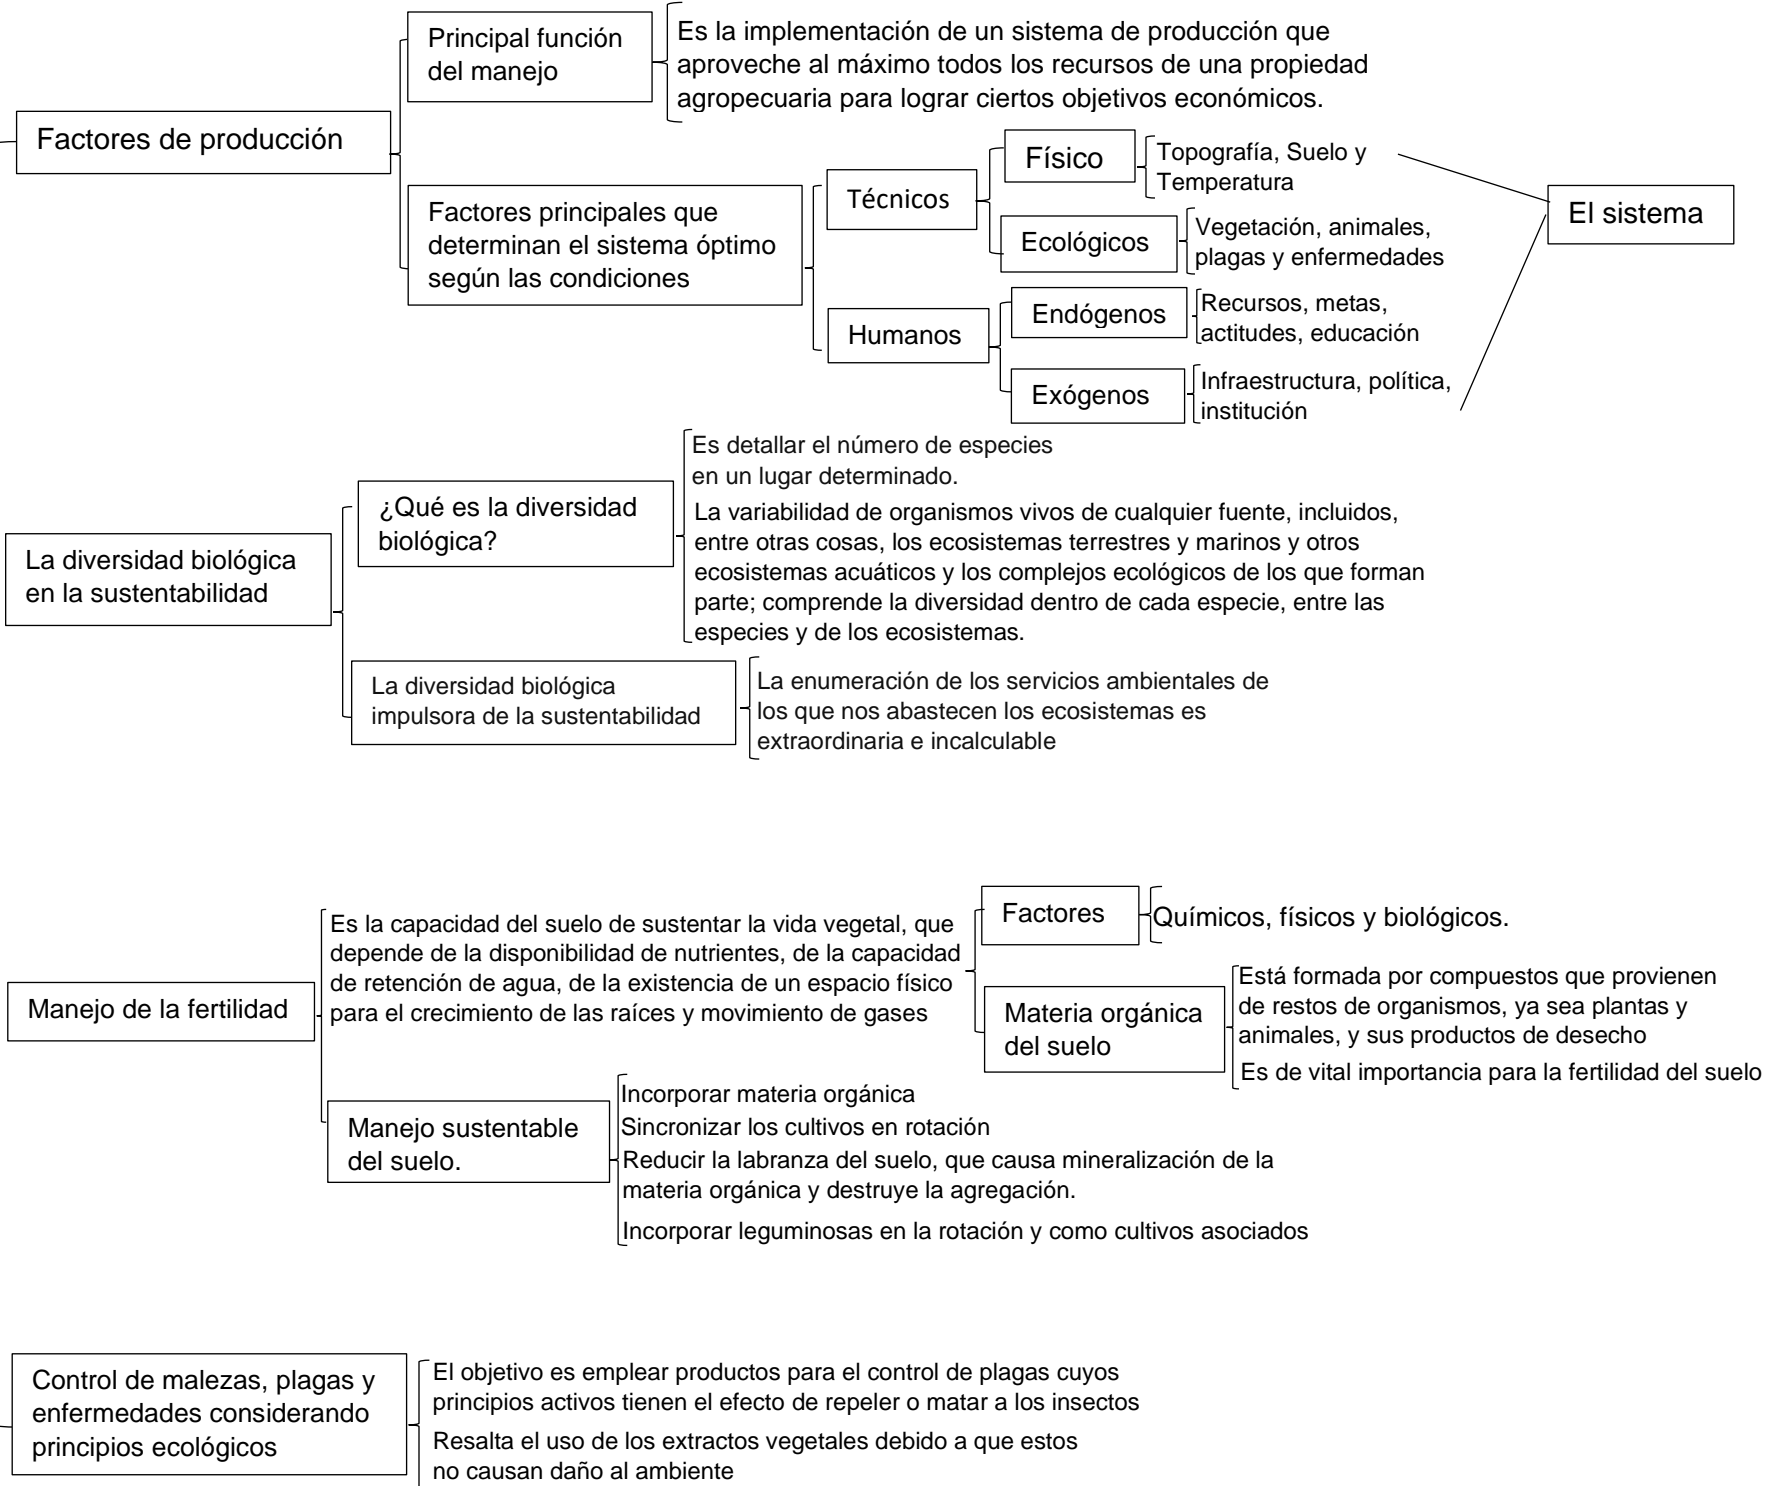 Principal función
del manejo
Es la implementación de un sistema de producción que
aproveche al máximo todos los recursos de una propiedad
agropecuaria para lograr ciertos objetivos económicos.
Factores de producción
Factores principales que
determinan el sistema óptimo
según las condiciones
Técnicos
Físico
Topografía, Suelo y
Temperatura
Ecológicos
Vegetación, animales,
plagas y enfermedades
Humanos
Endógenos
Recursos, metas,
actitudes, educación
Exógenos
Infraestructura, política,
institución
El sistema
La diversidad biológica
en la sustentabilidad
¿Qué es la diversidad
biológica?
Es detallar el número de especies
en un lugar determinado.
La variabilidad de organismos vivos de cualquier fuente, incluidos,
entre otras cosas, los ecosistemas terrestres y marinos y otros
ecosistemas acuáticos y los complejos ecológicos de los que forman
parte; comprende la diversidad dentro de cada especie, entre las
especies y de los ecosistemas.
La diversidad biológica
impulsora de la sustentabilidad
La enumeración de los servicios ambientales de
los que nos abastecen los ecosistemas es
extraordinaria e incalculable
Manejo de la fertilidad
Es la capacidad del suelo de sustentar la vida vegetal, que
depende de la disponibilidad de nutrientes, de la capacidad
de retención de agua, de la existencia de un espacio físico
para el crecimiento de las raíces y movimiento de gases
Factores
Químicos, físicos y biológicos.
Materia orgánica
del suelo
Está formada por compuestos que provienen
de restos de organismos, ya sea plantas y
animales, y sus productos de desecho
Es de vital importancia para la fertilidad del suelo
Manejo sustentable
del suelo.
Incorporar materia orgánica
Sincronizar los cultivos en rotación
Reducir la labranza del suelo, que causa mineralización de la
materia orgánica y destruye la agregación.
Incorporar leguminosas en la rotación y como cultivos asociados
Control de malezas, plagas y
enfermedades considerando
principios ecológicos
El objetivo es emplear productos para el control de plagas cuyos
principios activos tienen el efecto de repeler o matar a los insectos
Resalta el uso de los extractos vegetales debido a que estos
no causan daño al ambiente